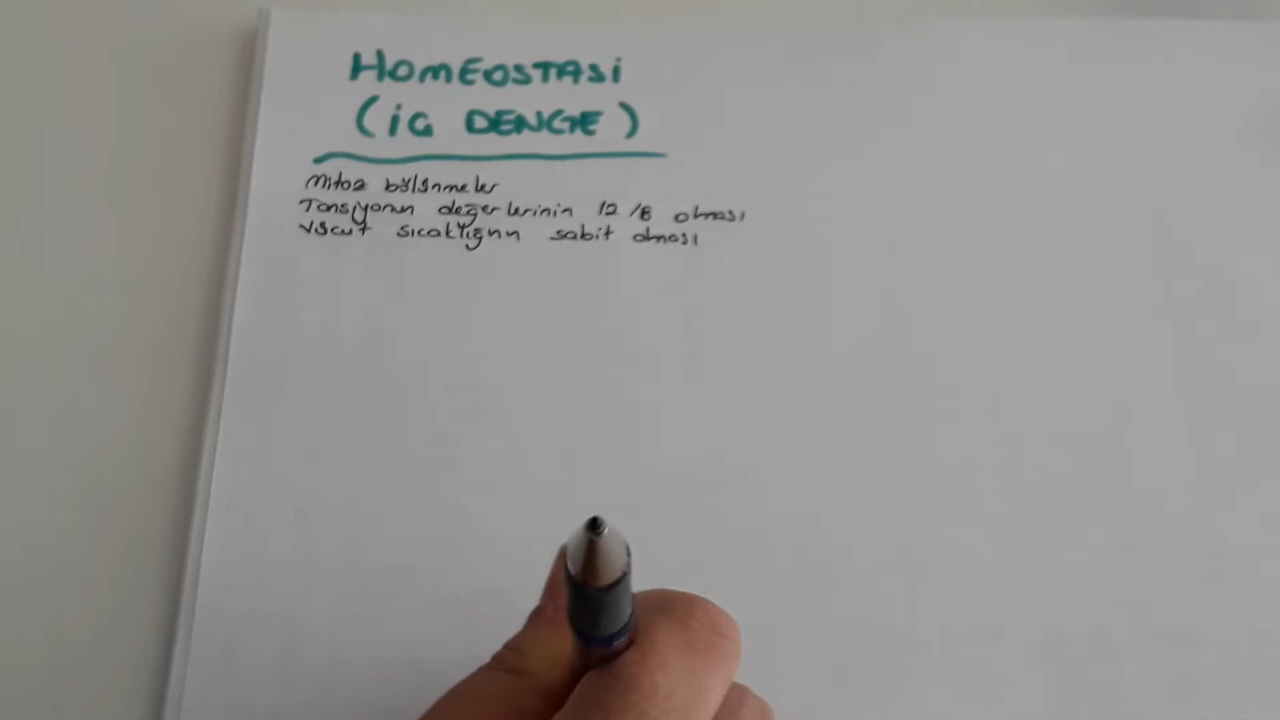 HOMEOSTASİ
(İÇ DENGE)
Mitoz bölünmeler
Tansiyonun değerlerinin 12/8 olması
Vücut sıcaklığının sabit olması